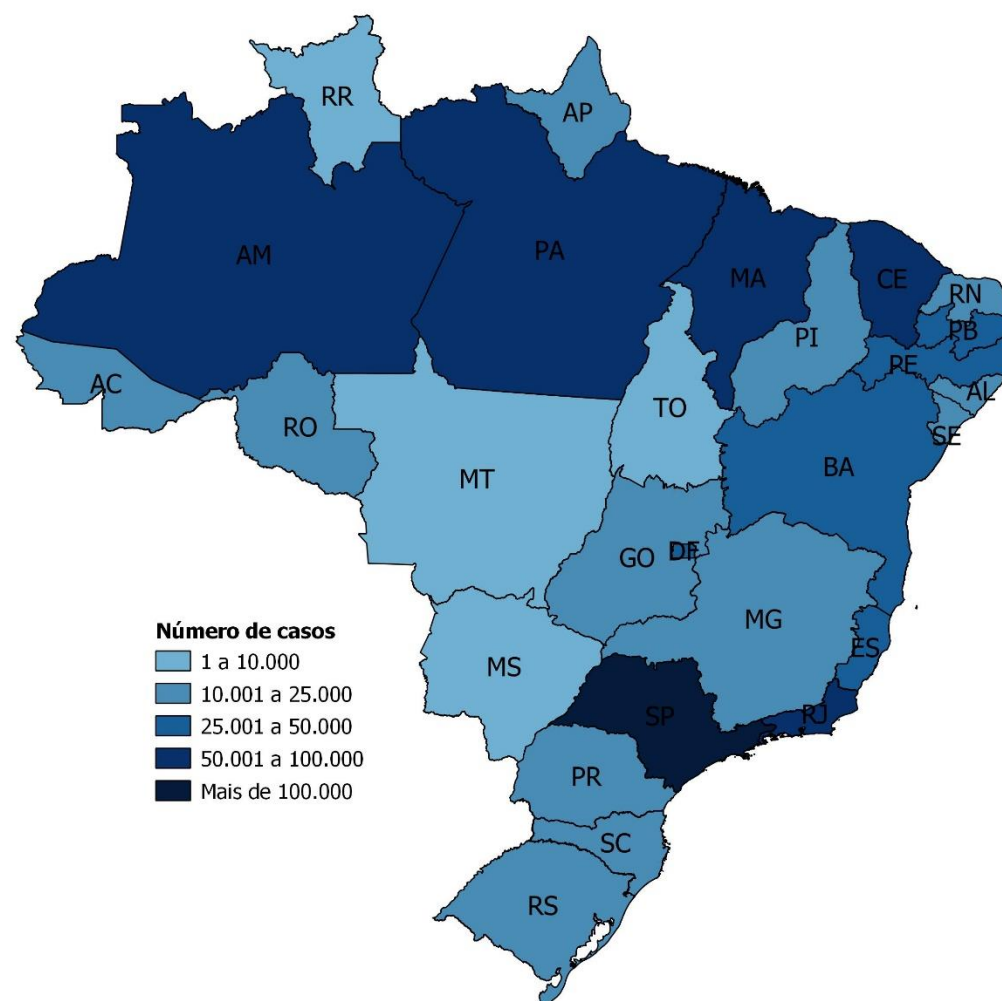 RR
AP
AM
PA
MA
CE
RN
PB
PI
PE
AC
AL
TO
RO
SE
BA
MT
DF
GO
MG
ES
MS
SP
RJ
PR
SC
RS
Número de casos
1 a 10.000
10.001 a 25.000
25.001 a 50.000
50.001 a 100.000
Mais de 100.000